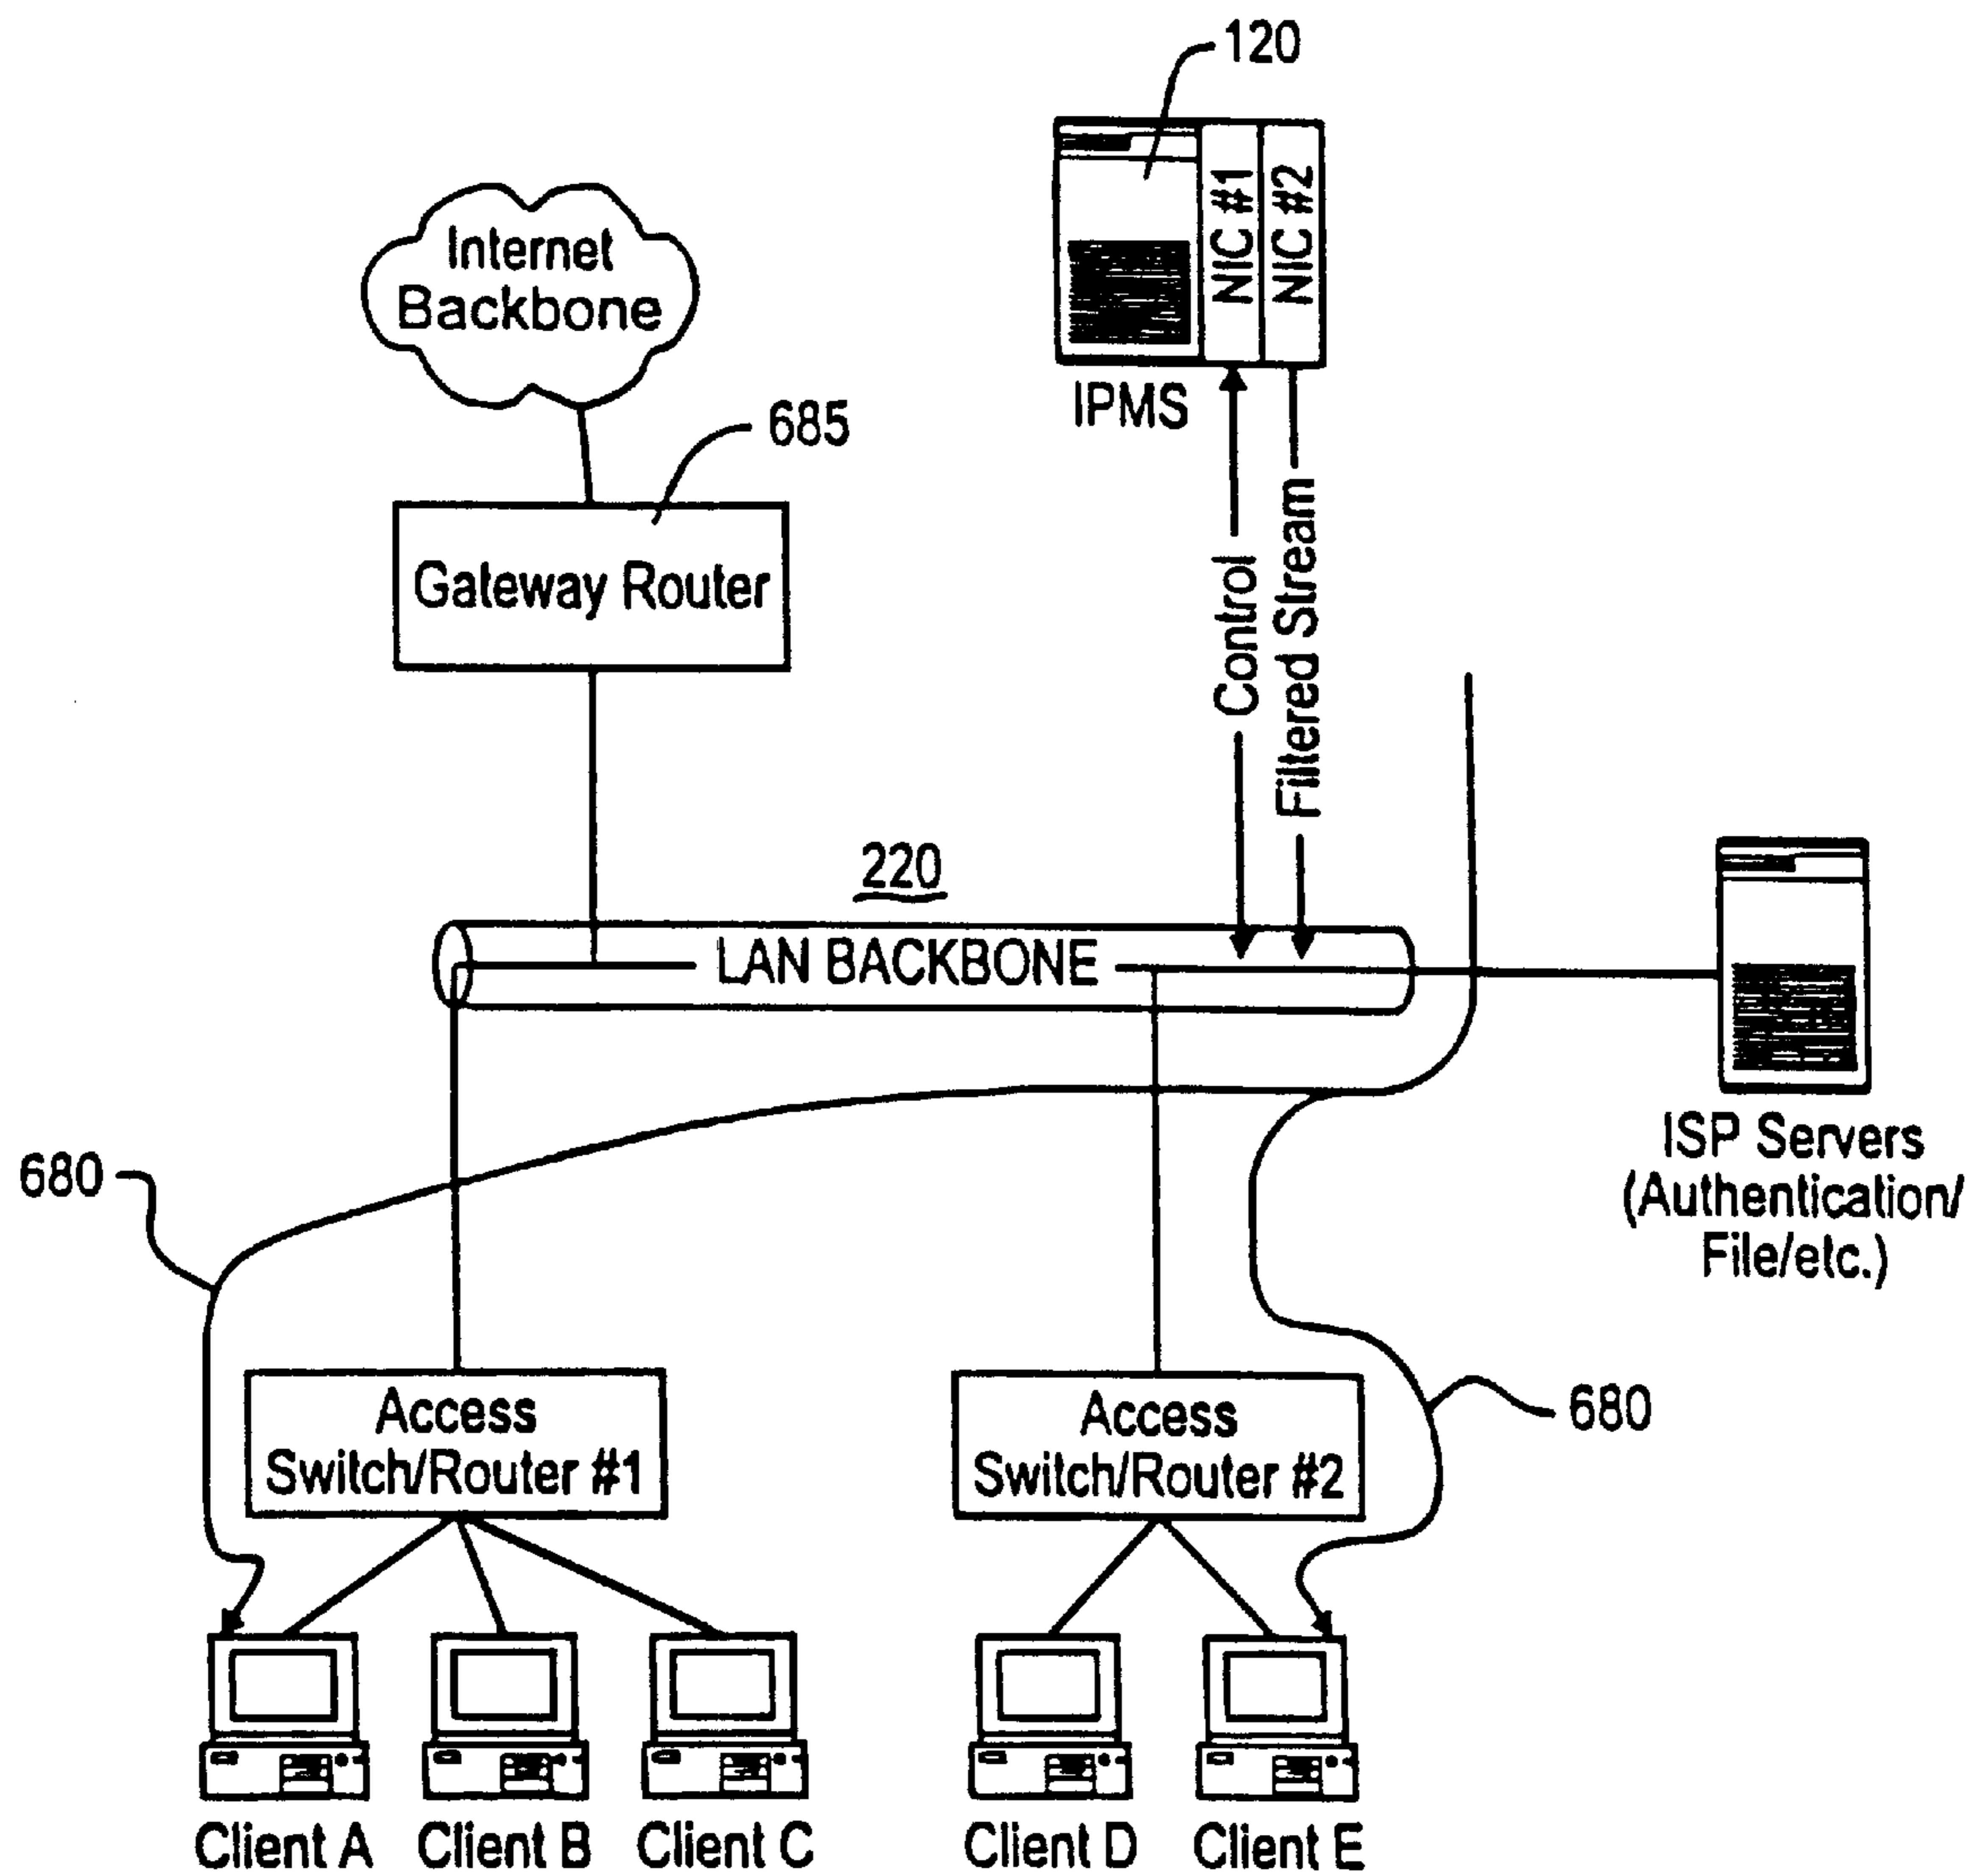 120
NIC #1
NIC #2
Internet
Backbone
IPMS
685
Gateway Router
Control
Filtered Stream
220
LAN BACKBONE
ISP Servers
(Authentication/
File/etc.)
680
Access
Switch/Router #1
Access
Switch/Router #2
680
Client A
Client B
Client C
Client D
Client E